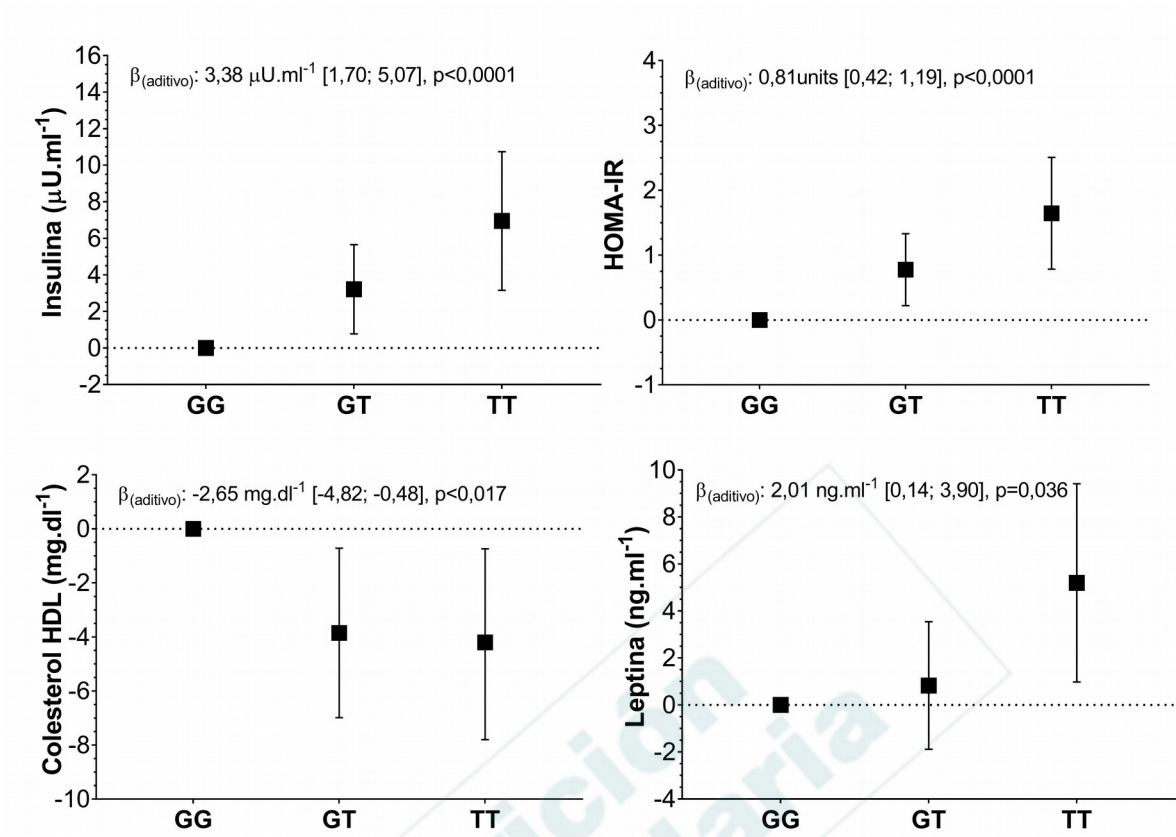 β(aditivo): 3,38 μU.ml-1 [1,70; 5,07], p<0,0001
Insulina (μU.ml-1)
16
14
12
10
8
6
4
2
0
-2
GG GT TT
β(aditivo): 0,81units [0,42; 1,19], p<0,0001
HOMA-IR
4
3
2
1
0
-1
GG GT TT
β(aditivo): -2,65 mg.dl-1 [-4,82; -0,48], p<0,017
Colesterol HDL (mg.dl-1)
2
0
-2
-4
-6
-8
-10
GG GT TT
β(aditivo): 2,01 ng.ml-1 [0,14; 3,90], p=0,036
Leptina (ng.ml-1)
10
8
6
4
2
0
-2
-4
GG GT TT